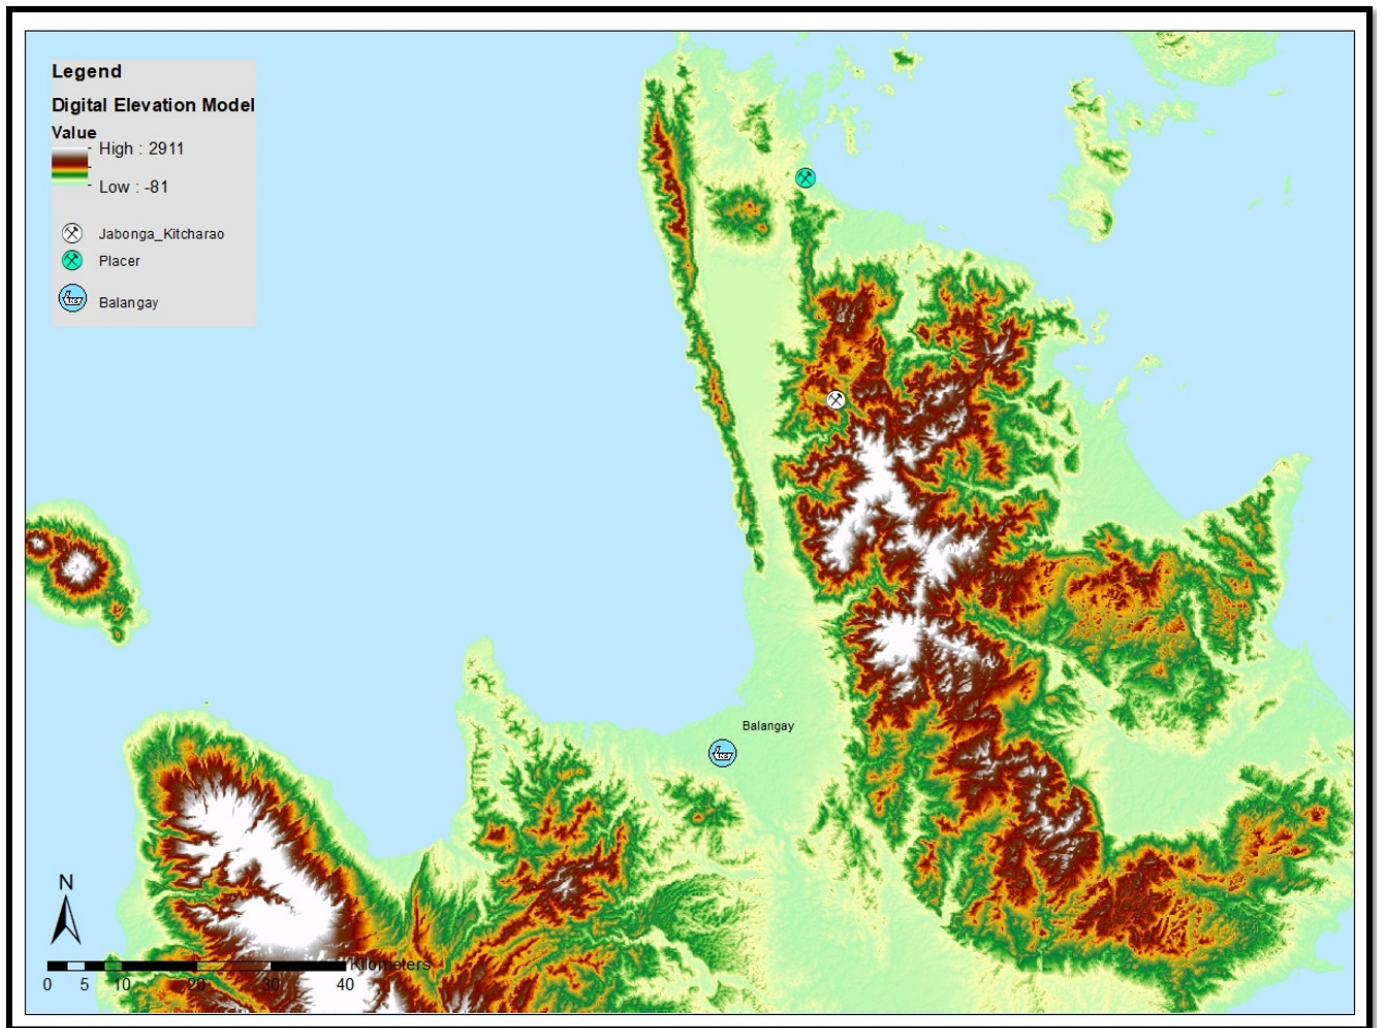 Legend
Digital Elevation Model
Value
High : 2911
Low : -81
Jabonga_Kitcharao
Placer
Balangay
Balangay
N
Kilometers
0 5 10 20 30 40